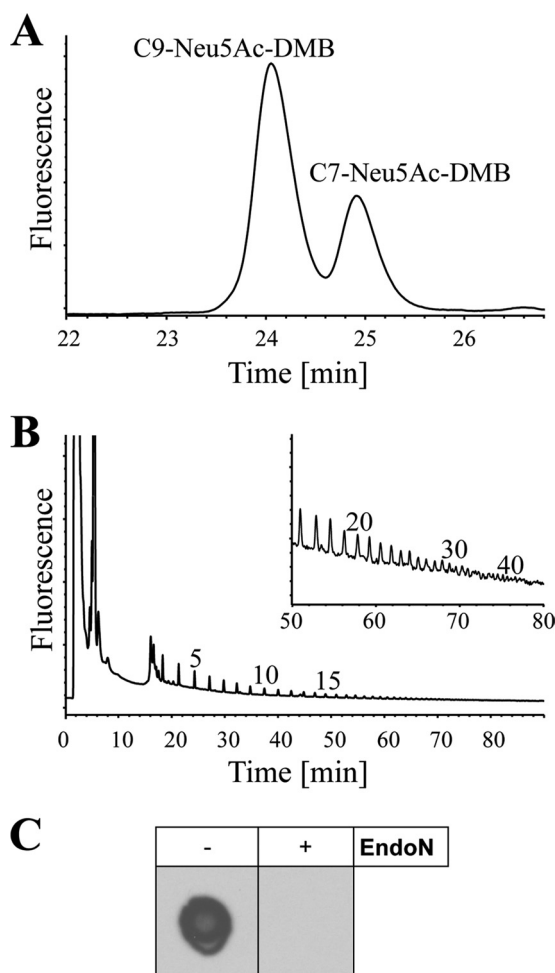 A
C9-Neu5Ac-DMB
C7-Neu5Ac-DMB
Fluorescence
22 23 24 25 26
Time [min]
B
Fluorescence
5 10 15
0 10 20 30 40 50 60 70 80
Time [min]
20 30 40
50 60 70 80
C
- + EndoN